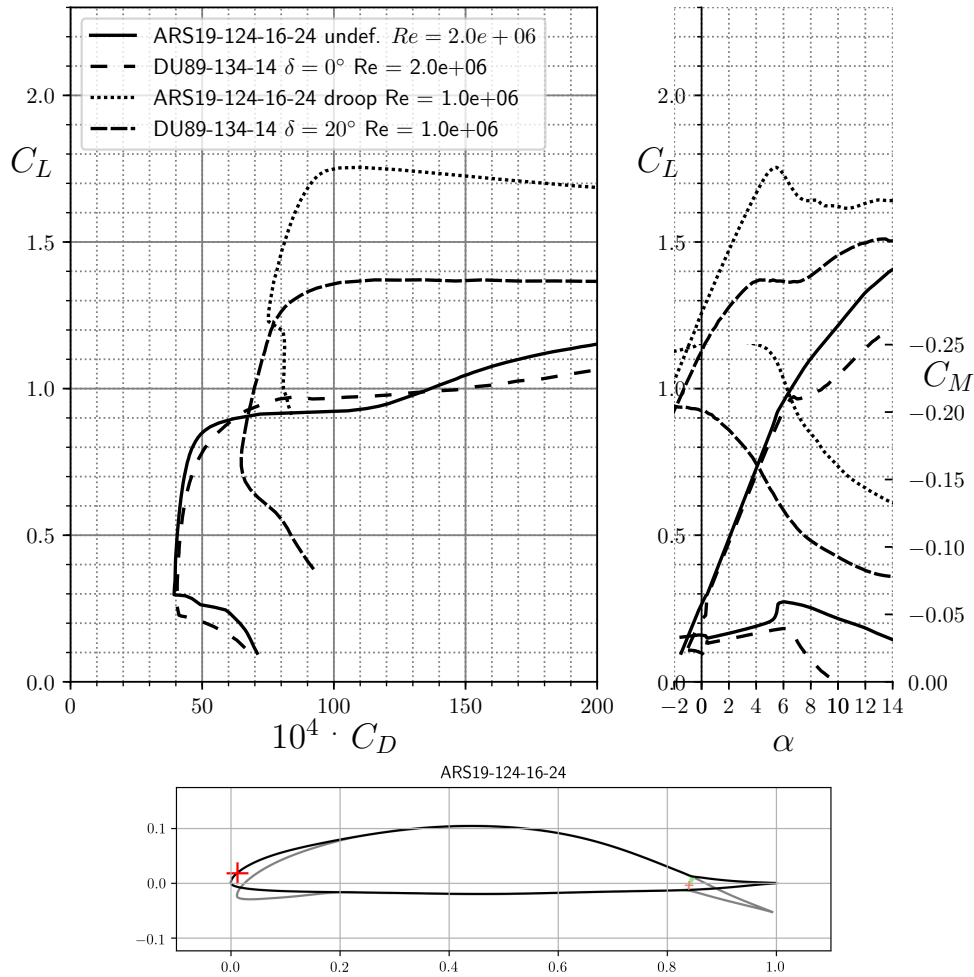 ARS19-124-16-24 undef. Re = 2.0e + 06
DU89-134-14 δ = 0° Re = 2.0e+06
ARS19-124-16-24 droop Re = 1.0e+06
DU89-134-14 δ = 20° Re = 1.0e+06
C_L
2.0
1.5
1.0
0.5
0.0
0 50 100 150 200
10^4 · C_D
C_L
2.0
1.5
1.0
0.5
0.0
−2 0 2 4 6 8 10 12 14
α
−0.25
C_M
−0.20
−0.15
−0.10
−0.05
0.00
ARS19-124-16-24
0.1
0.0
−0.1
0.0 0.2 0.4 0.6 0.8 1.0